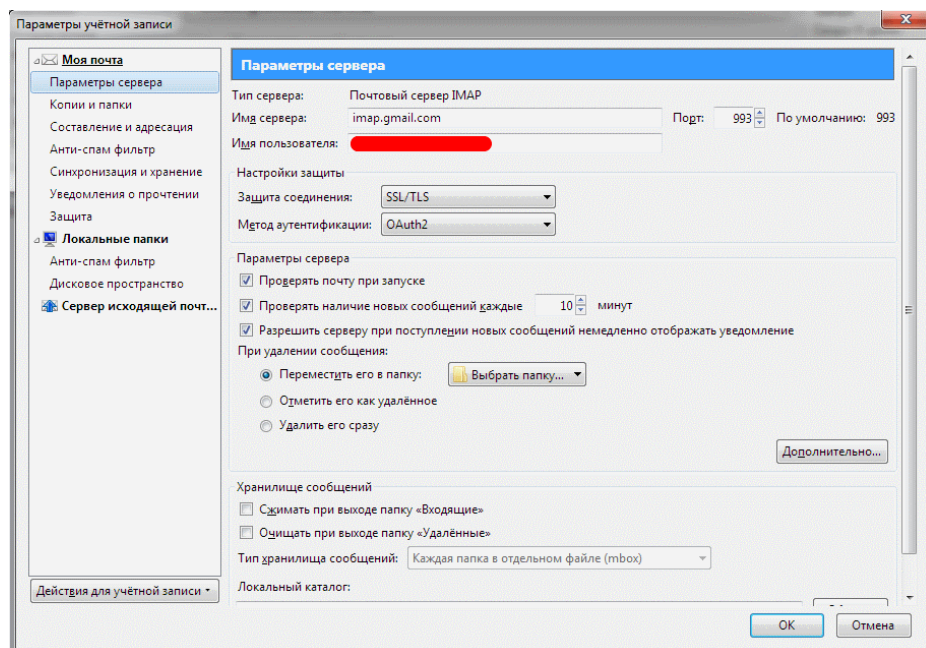 Параметры учётной записи
Моя почта
Параметры сервера
Копии и папки
Составление и адресация
Анти-спам фильтр
Синхронизация и хранение
Уведомления о прочтении
Защита
Локальные папки
Анти-спам фильтр
Дисковое пространство
Сервер исходящей почт...
Действия для учётной записи
Параметры сервера
Тип сервера: Почтовый сервер IMAP
Имя сервера: imap.gmail.com Порт: 993 По умолчанию: 993
Имя пользователя:
Настройки защиты
Защита соединения: SSL/TLS
Метод аутентификации: OAuth2
Параметры сервера
Проверять почту при запуске
Проверять наличие новых сообщений каждые 10 минут
Разрешить серверу при поступлении новых сообщений немедленно отображать уведомление
При удалении сообщения:
Переместить его в папку: Выбрать папку...
Отметить его как удалённое
Удалить его сразу
Дополнительно...
Хранилище сообщений
Сжимать при выходе папку «Входящие»
Очищать при выходе папку «Удалённые»
Тип хранилища сообщений: Каждая папка в отдельном файле (mbox)
Локальный каталог:
OK Отмена